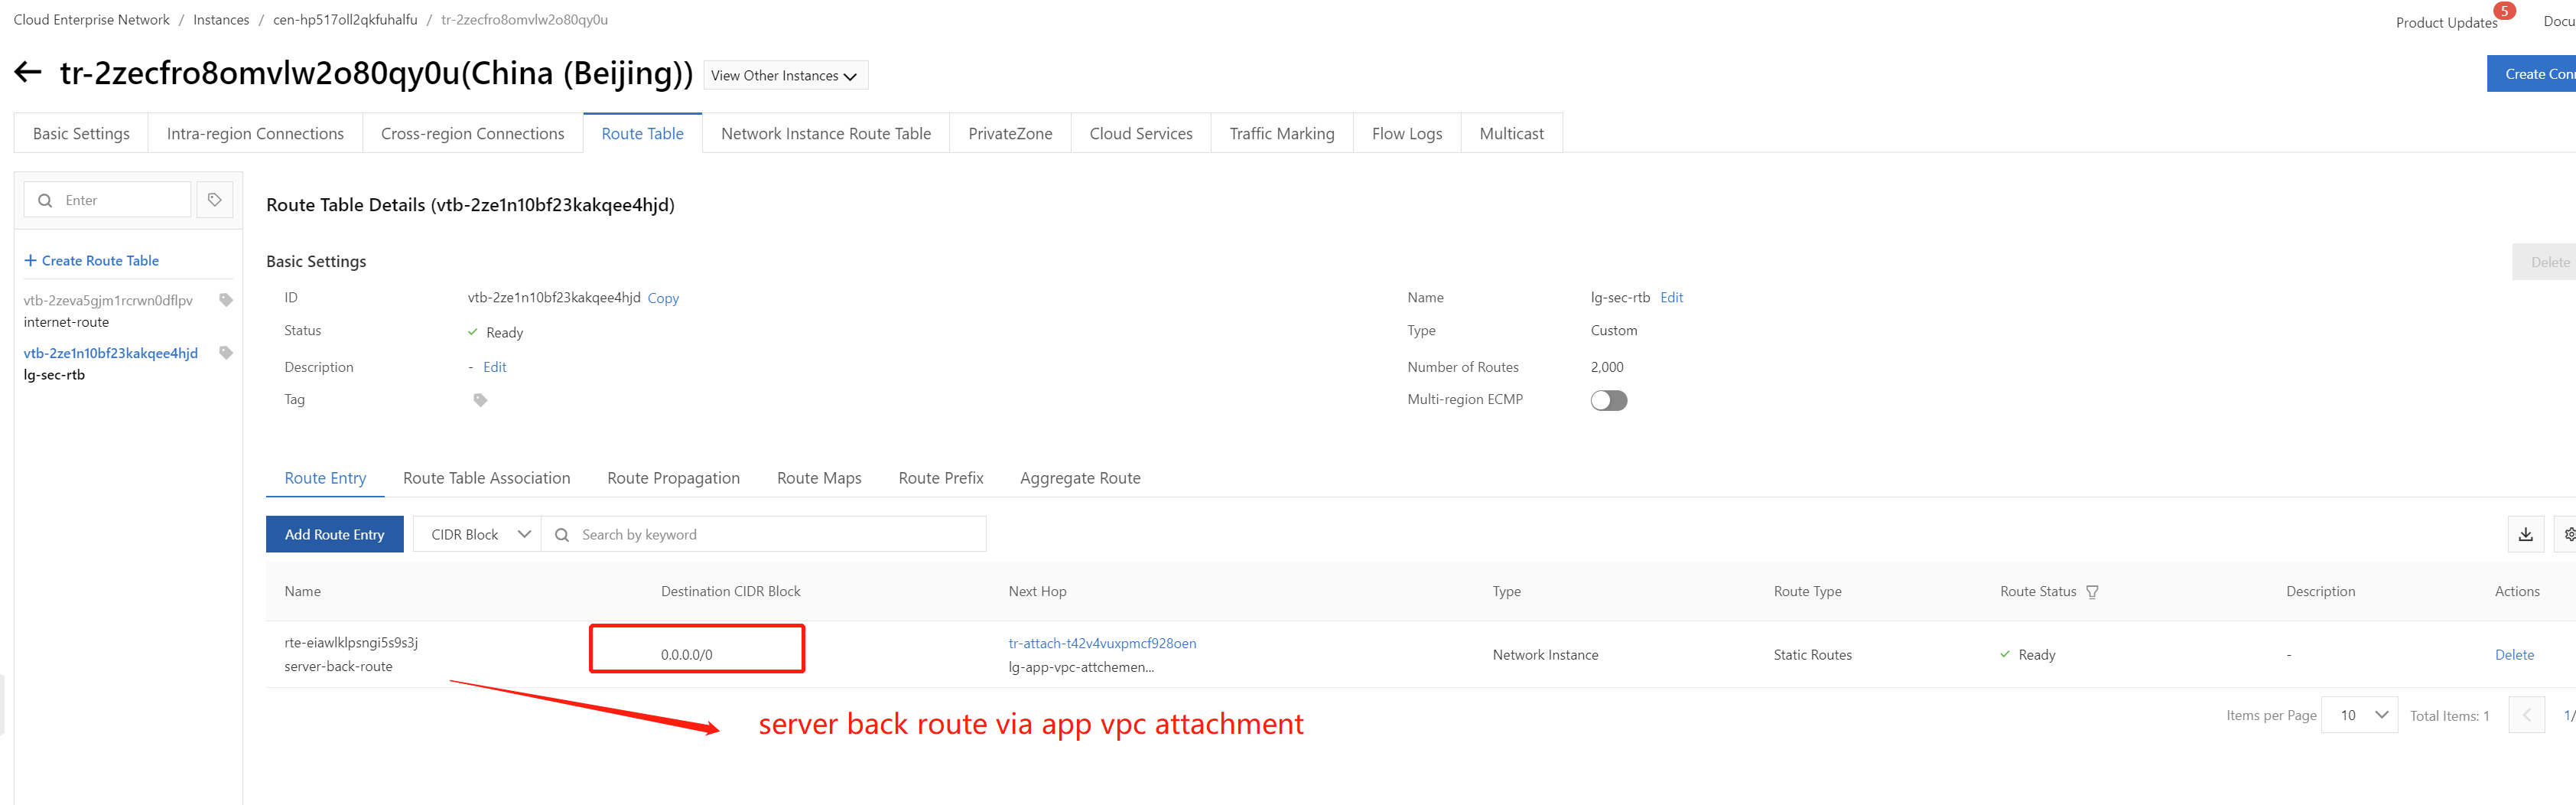 Cloud Enterprise Network / Instances / cen-hp517oll2qkfuhalfu / tr-2zecfro8omvlw2o80qy0u
Product Updates 5 Docu
tr-2zecfro8omvlw2o80qy0u(China (Beijing)) View Other Instances
Create Conn
Basic Settings Intra-region Connections Cross-region Connections Route Table Network Instance Route Table PrivateZone Cloud Services Traffic Marking Flow Logs Multicast
Enter
Route Table Details (vtb-2ze1n10bf23kakqee4hjd)
+ Create Route Table
vtb-2zeva5gjm1rcrwn0dflpv
internet-route
vtb-2ze1n10bf23kakqee4hjd
lg-sec-rtb
Basic Settings
Delete
ID vtb-2ze1n10bf23kakqee4hjd Copy Name lg-sec-rtb Edit
Status Ready Type Custom
Description - Edit Number of Routes 2,000
Tag Multi-region ECMP
Route Entry Route Table Association Route Propagation Route Maps Route Prefix Aggregate Route
Add Route Entry CIDR Block Search by keyword
Name Destination CIDR Block Next Hop Type Route Type Route Status Description Actions
rte-eiawlklpsngi5s9s3j tr-attach-t42v4vuxpmcf928oen
0.0.0.0/0 Network Instance Static Routes Ready - Delete
server-back-route lg-app-vpc-attchemen...
Items per Page 10 Total Items: 1 1/
server back route via app vpc attachment